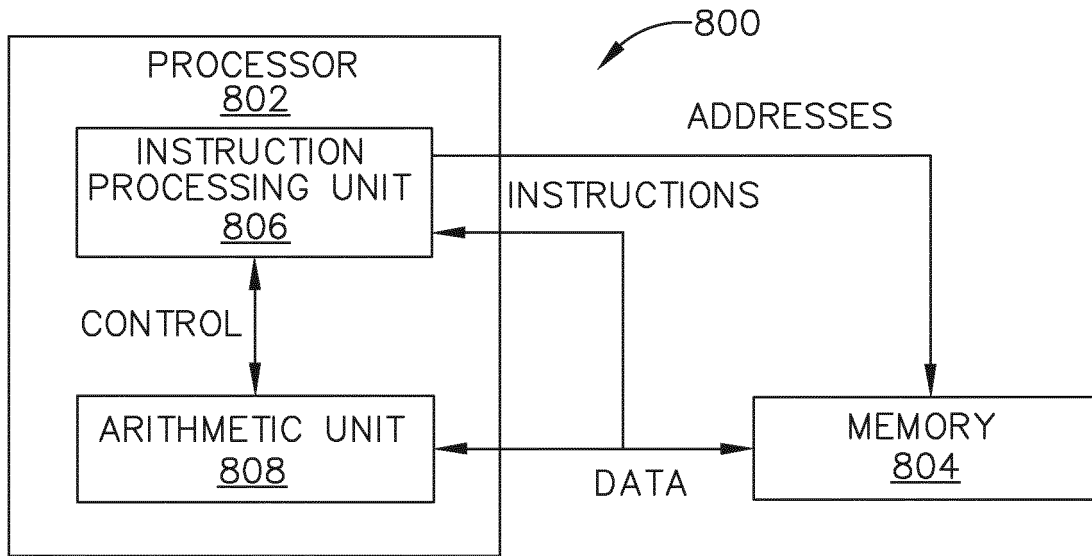 800
PROCESSOR
802
ADDRESSES
INSTRUCTION
PROCESSING UNIT
806
INSTRUCTIONS
CONTROL
ARITHMETIC UNIT
808
DATA
MEMORY
804